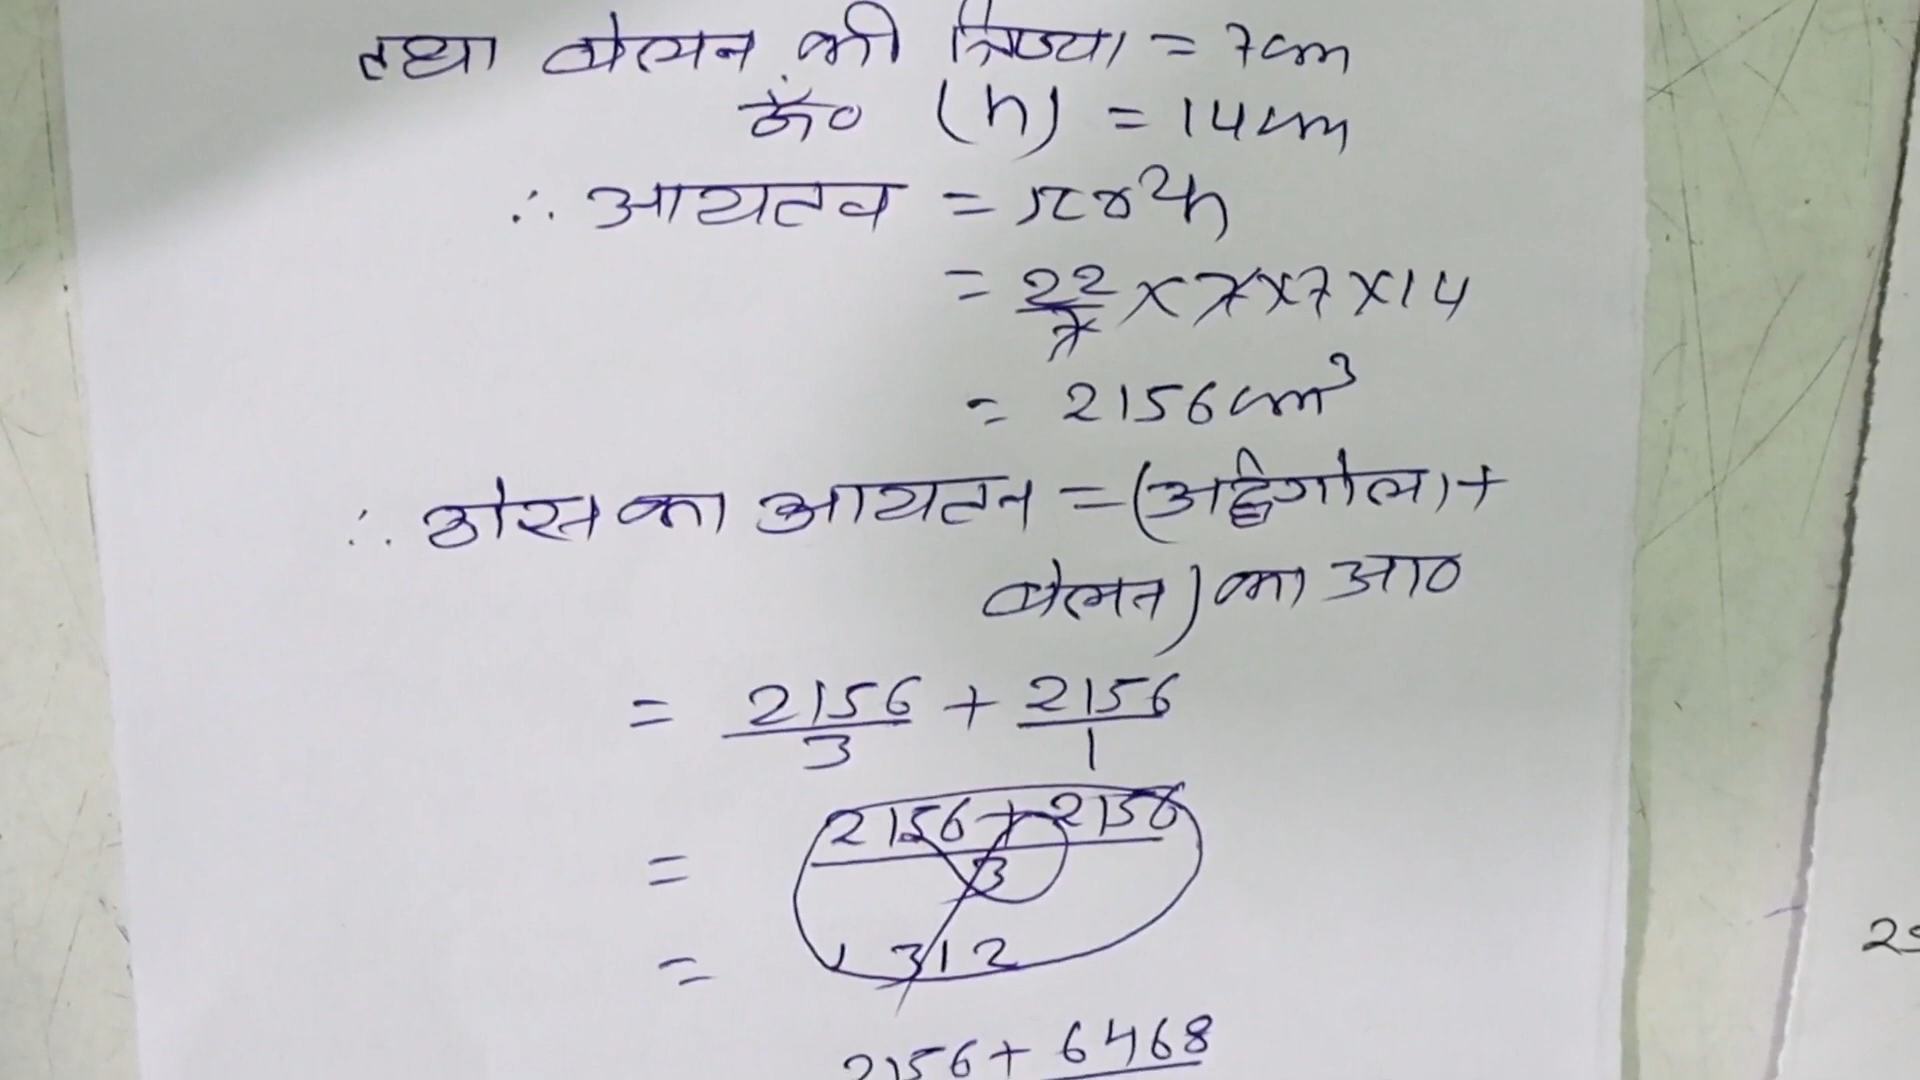 तथा बेलन की त्रिज्या = 7cm
ऊँ० (h) = 14cm
∴ आयतन = πr²h
= 22/7 × 7 × 7 × 14
= 2156cm³
∴ ठोस का आयतन = (अर्द्धगोल) +
बेलन) का आ०
= 2156/3 + 2156/1
= 2156 + 2156/3
= 1312
2156 + 6468